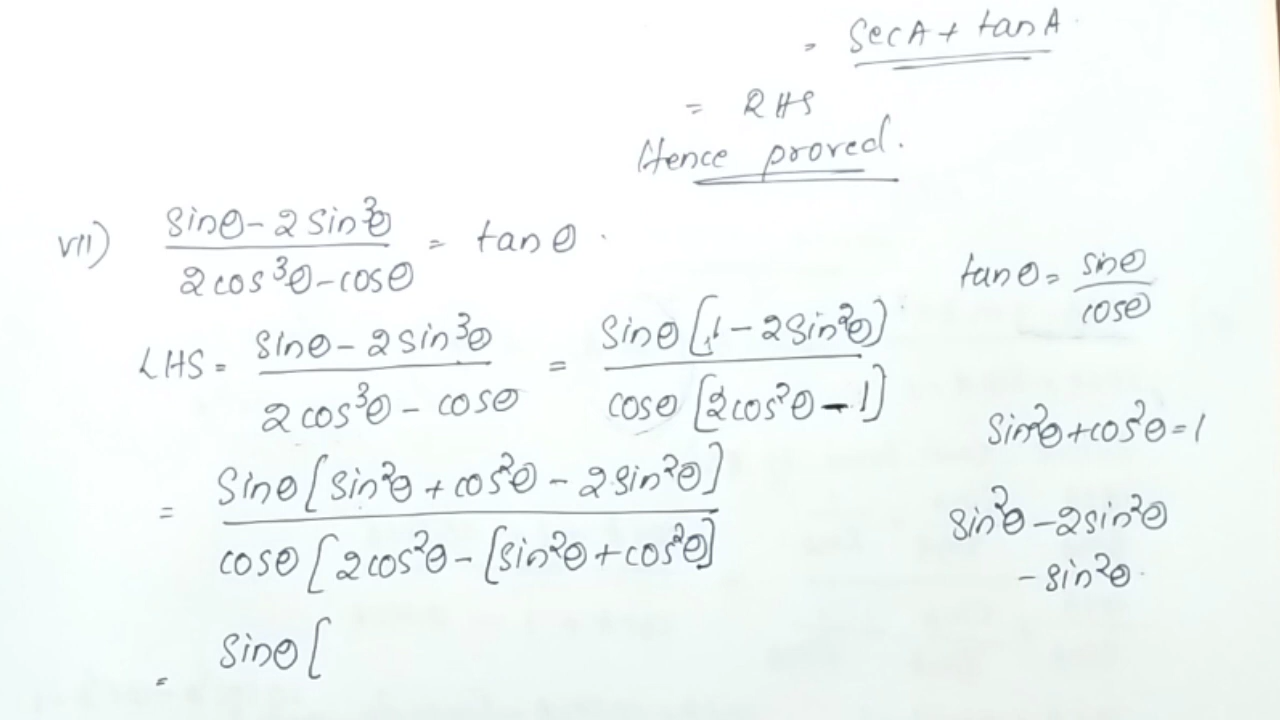 = SecA + tanA
= RHS
Hence proved.
vii) (sinθ - 2sin³θ)/(2cos³θ - cosθ) = tanθ.
tanθ = sinθ/cosθ
LHS = (sinθ - 2sin³θ)/(2cos³θ - cosθ) = sinθ[1 - 2sin²θ]/cosθ[2cos²θ - 1]
sin²θ + cos²θ = 1
= sinθ[sin²θ + cos²θ - 2sin²θ]/cosθ[2cos²θ - [sin²θ + cos²θ]
sin²θ - 2sin²θ
- sin²θ.
= sinθ[